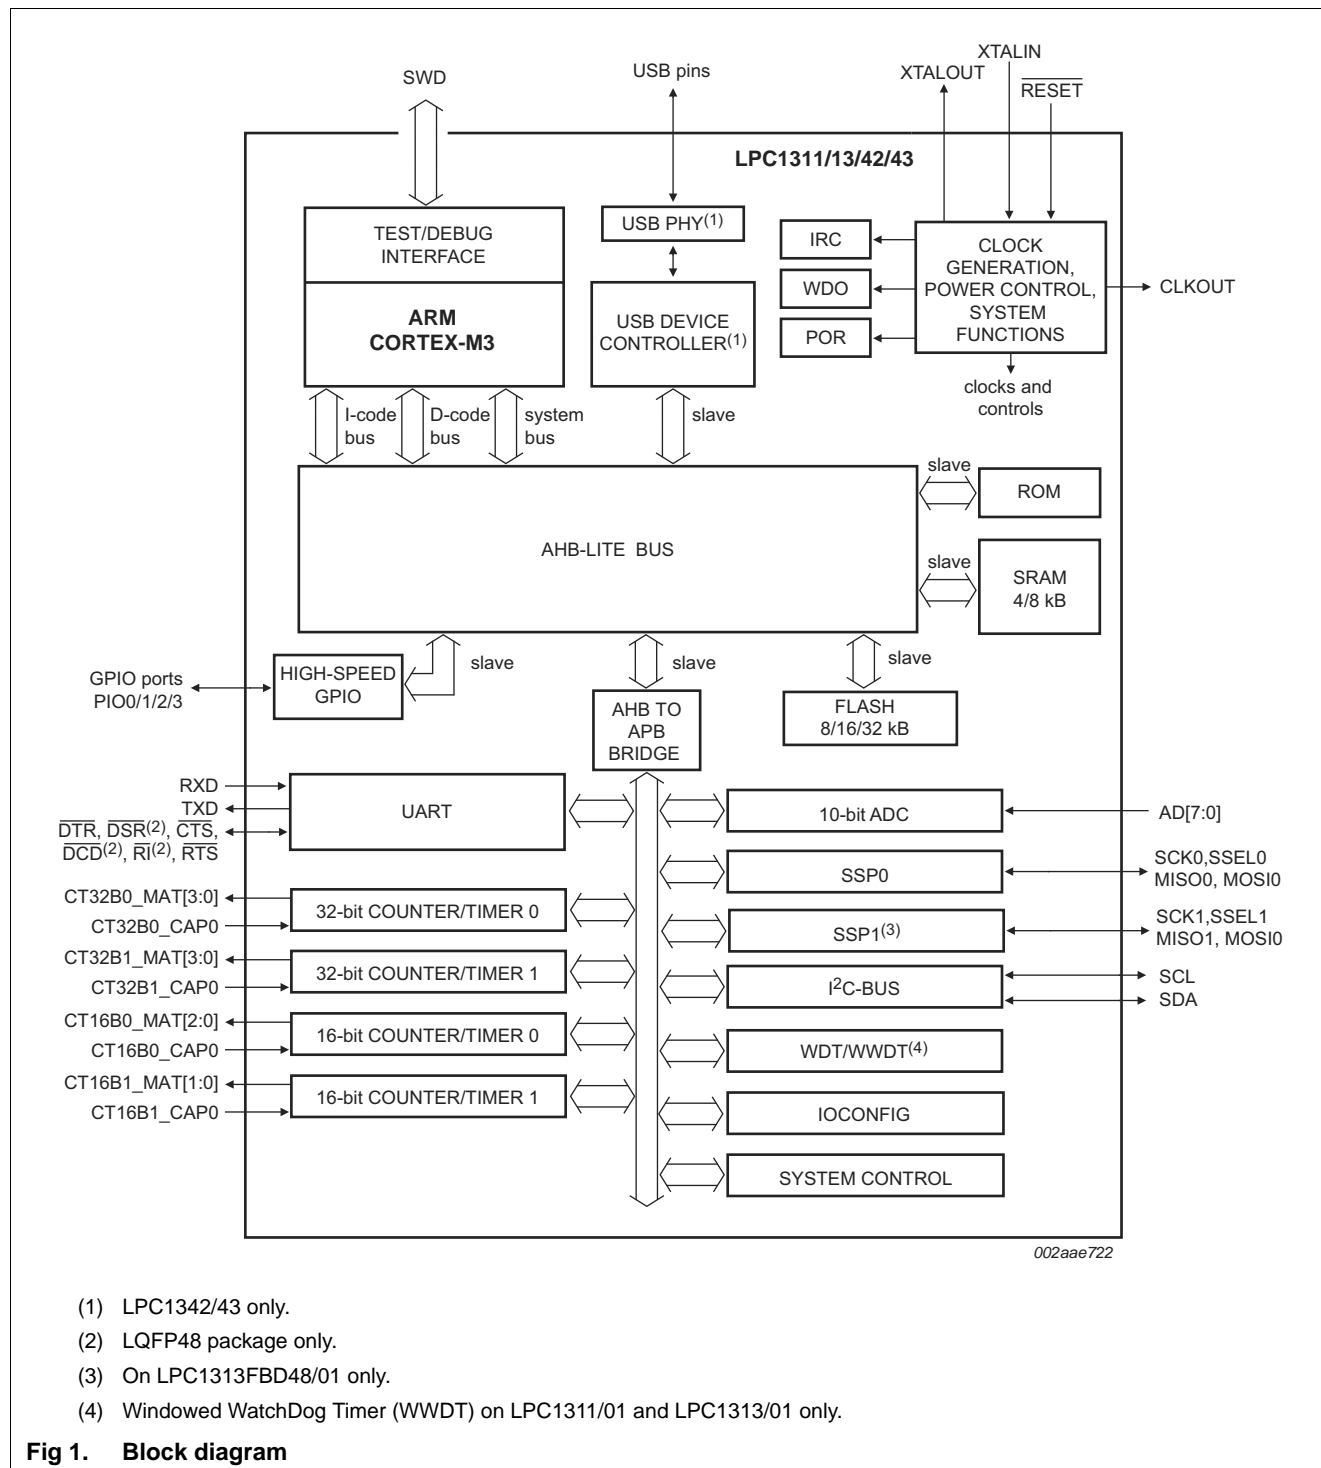 SWD
USB pins
XTALIN
XTALOUT
RESET
LPC1311/13/42/43
TEST/DEBUG
INTERFACE
ARM
CORTEX-M3
USB PHY(1)
USB DEVICE
CONTROLLER(1)
IRC
WDO
POR
CLOCK
GENERATION,
POWER CONTROL,
SYSTEM
FUNCTIONS
CLKOUT
clocks and
controls
I-code
bus
D-code
bus
system
bus
slave
AHB-LITE BUS
slave
ROM
slave
SRAM
4/8 kB
GPIO ports
PIO0/1/2/3
HIGH-SPEED
GPIO
slave
slave
AHB TO
APB
BRIDGE
slave
FLASH
8/16/32 kB
RXD
TXD
DTR, DSR(2), CTS,
DCD(2), RI(2), RTS
UART
10-bit ADC
AD[7:0]
SSP0
SCK0,SSEL0
MISO0, MOSI0
CT32B0_MAT[3:0]
CT32B0_CAP0
32-bit COUNTER/TIMER 0
SSP1(3)
SCK1,SSEL1
MISO1, MOSI0
CT32B1_MAT[3:0]
CT32B1_CAP0
32-bit COUNTER/TIMER 1
I2C-BUS
SCL
SDA
CT16B0_MAT[2:0]
CT16B0_CAP0
16-bit COUNTER/TIMER 0
WDT/WWDT(4)
CT16B1_MAT[1:0]
CT16B1_CAP0
16-bit COUNTER/TIMER 1
IOCONFIG
SYSTEM CONTROL
002aae722
(1) LPC1342/43 only.
(2) LQFP48 package only.
(3) On LPC1313FBD48/01 only.
(4) Windowed WatchDog Timer (WWDT) on LPC1311/01 and LPC1313/01 only.
Fig 1. Block diagram